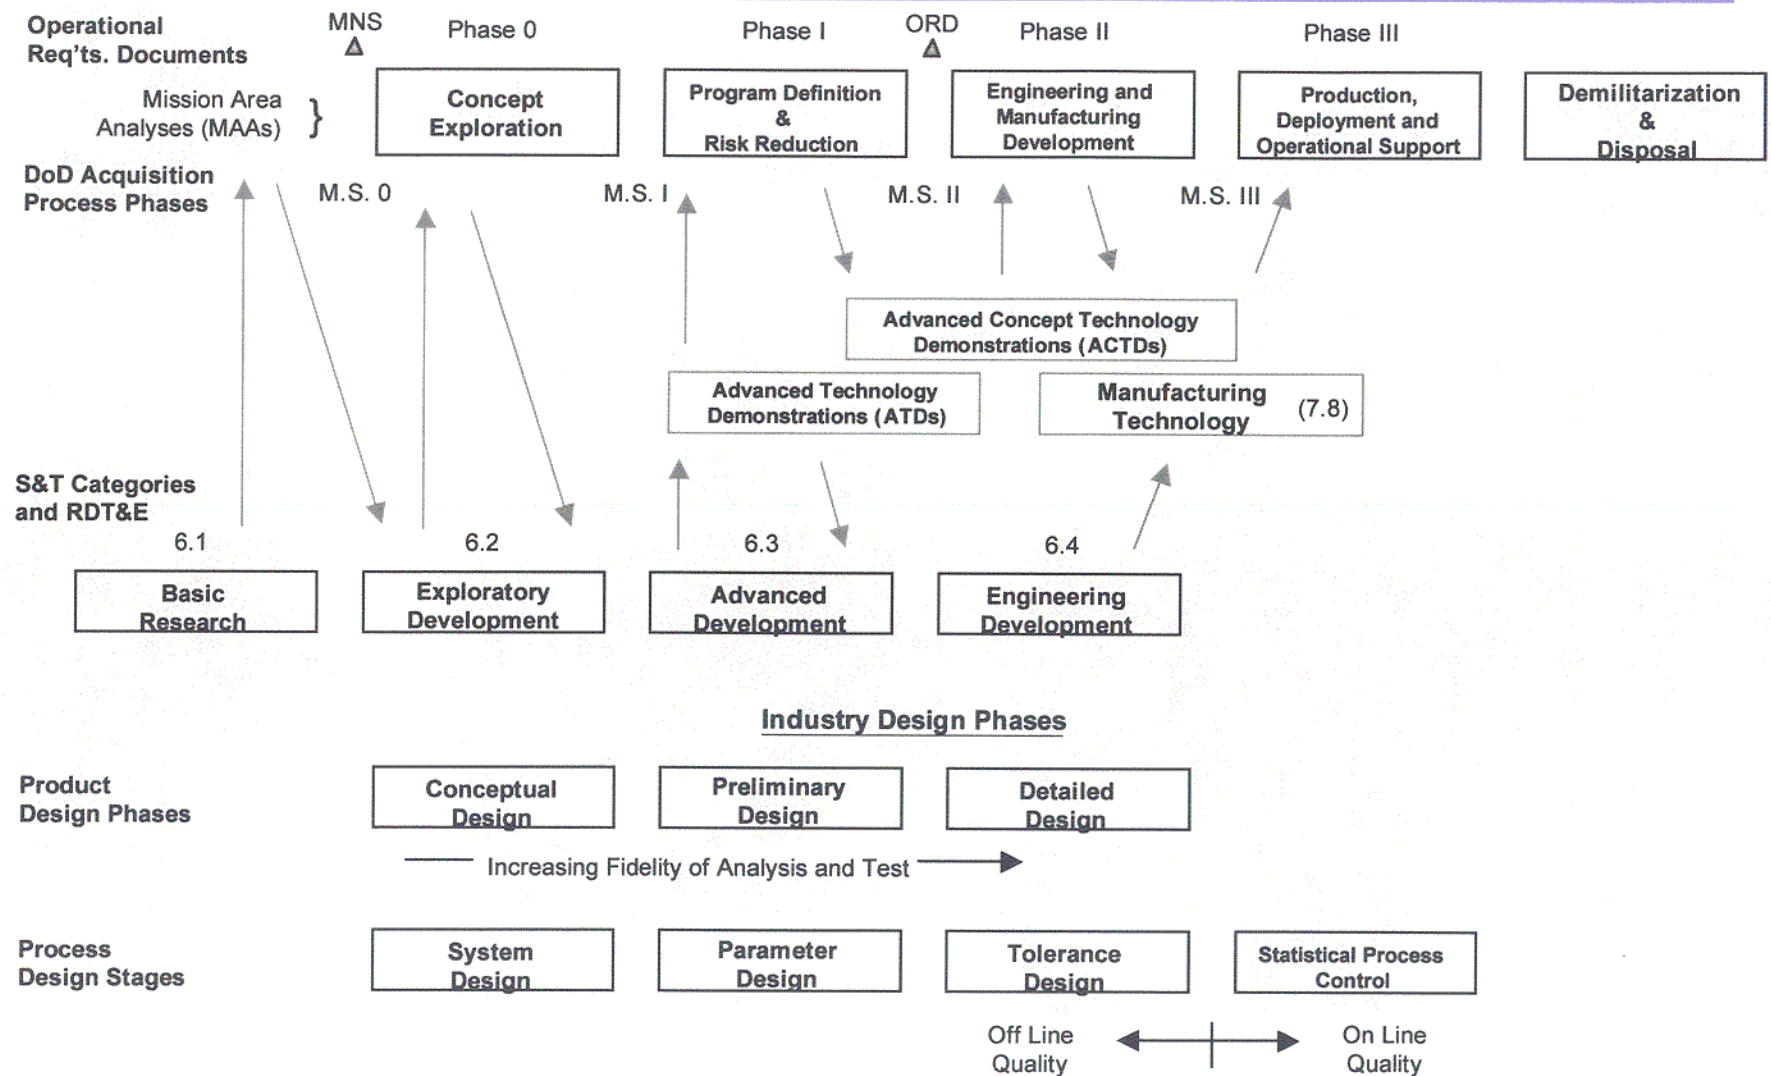 Operational
Req'ts. Documents
MNS
Phase 0
Phase I
ORD
Phase II
Phase III
Mission Area
Analyses (MAAs)
}
Concept
Exploration
Program Definition
&
Risk Reduction
Engineering and
Manufacturing
Development
Production,
Deployment and
Operational Support
Demilitarization
&
Disposal
DoD Acquisition
Process Phases
M.S. 0
M.S. I
M.S. II
M.S. III
Advanced Concept Technology
Demonstrations (ACTDs)
Advanced Technology
Demonstrations (ATDs)
Manufacturing
Technology
(7.8)
S&T Categories
and RDT&E
6.1
6.2
6.3
6.4
Basic
Research
Exploratory
Development
Advanced
Development
Engineering
Development
Industry Design Phases
Product
Design Phases
Conceptual
Design
Preliminary
Design
Detailed
Design
Increasing Fidelity of Analysis and Test
Process
Design Stages
System
Design
Parameter
Design
Tolerance
Design
Statistical Process
Control
Off Line
Quality
On Line
Quality